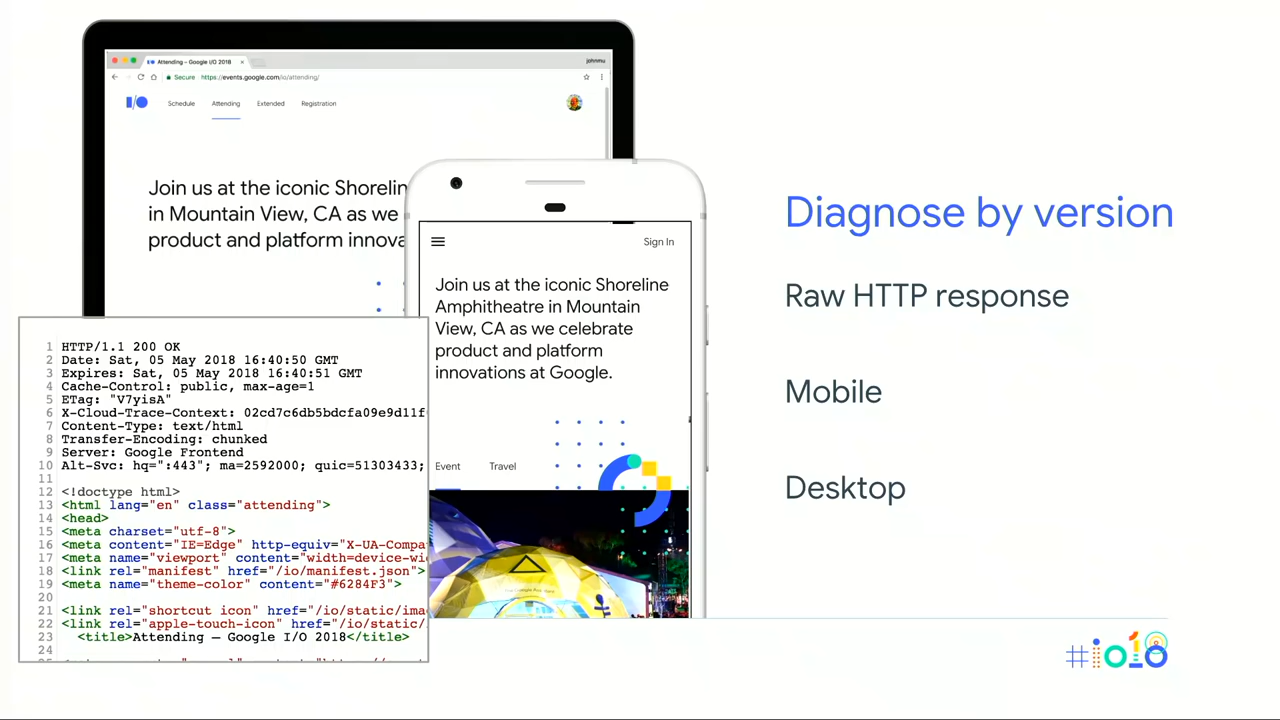 Attending – Google I/O 2018
johnmu
Secure https://events.google.com/io/attending/
I/O Schedule Attending Extended Registration
Join us at the iconic Shorelin
in Mountain View, CA as we
product and platform innova
Sign In
Join us at the iconic Shoreline
Amphitheatre in Mountain
View, CA as we celebrate
product and platform
innovations at Google.
Event Travel
1 HTTP/1.1 200 OK
2 Date: Sat, 05 May 2018 16:40:50 GMT
3 Expires: Sat, 05 May 2018 16:40:51 GMT
4 Cache-Control: public, max-age=1
5 ETag: "V7yisA"
6 X-Cloud-Trace-Context: 02cd7c6db5bdcfa09e9d11f
7 Content-Type: text/html
8 Transfer-Encoding: chunked
9 Server: Google Frontend
10 Alt-Svc: hq=":443"; ma=2592000; quic=51303433;
11
12 <!doctype html>
13 <html lang="en" class="attending">
14 <head>
15 <meta charset="utf-8">
16 <meta content="IE=Edge" http-equiv="X-UA-Compa
17 <meta name="viewport" content="width=device-wi
18 <link rel="manifest" href="/io/manifest.json">
19 <meta name="theme-color" content="#6284F3">
20
21 <link rel="shortcut icon" href="/io/static/ima
22 <link rel="apple-touch-icon" href="/io/static/
23 <title>Attending – Google I/O 2018</title>
24
Diagnose by version
Raw HTTP response
Mobile
Desktop
#io18